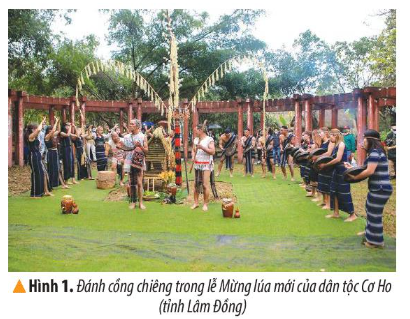 ▲ Hình 1. Đánh cồng chiêng trong lễ Mừng lúa mới của dân tộc Cơ Ho
(tỉnh Lâm Đồng)